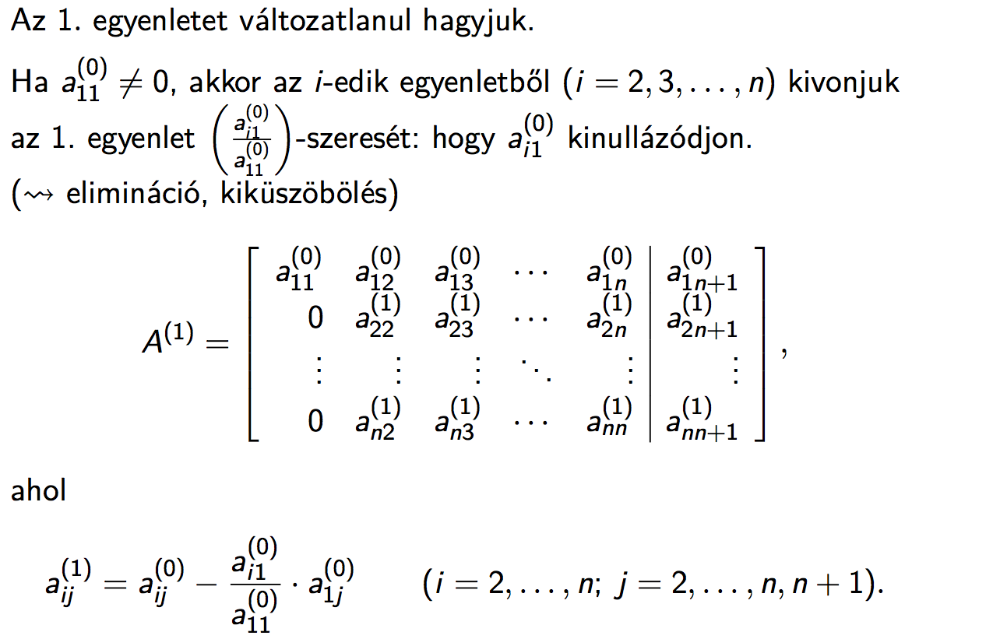 Az 1. egyenletet változatlanul hagyjuk.
Ha $a_{11}^{(0)} \neq 0$, akkor az $i$-edik egyenletből $(i = 2, 3, \ldots, n)$ kivonjuk
az 1. egyenlet $\left(\frac{a_{i1}^{(0)}}{a_{11}^{(0)}}\right)$-szeresét: hogy $a_{i1}^{(0)}$ kinullázódjon.
($\rightsquigarrow$ elimináció, kiküszöbölés)
$A^{(1)} = \left[\begin{array}{rrrrr|r} a_{11}^{(0)} & a_{12}^{(0)} & a_{13}^{(0)} & \cdots & a_{1n}^{(0)} & a_{1n+1}^{(0)} \\ 0 & a_{22}^{(1)} & a_{23}^{(1)} & \cdots & a_{2n}^{(1)} & a_{2n+1}^{(1)} \\ \vdots & \vdots & \vdots & \ddots & \vdots & \vdots \\ 0 & a_{n2}^{(1)} & a_{n3}^{(1)} & \cdots & a_{nn}^{(1)} & a_{nn+1}^{(1)} \end{array}\right],$
ahol
$a_{ij}^{(1)} = a_{ij}^{(0)} - \frac{a_{i1}^{(0)}}{a_{11}^{(0)}} \cdot a_{1j}^{(0)} \qquad (i = 2, \ldots, n;\ j = 2, \ldots, n, n + 1).$